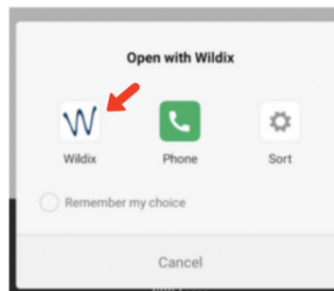 Open with Wildix
Wildix Phone Sort
Remember my choice
Cancel